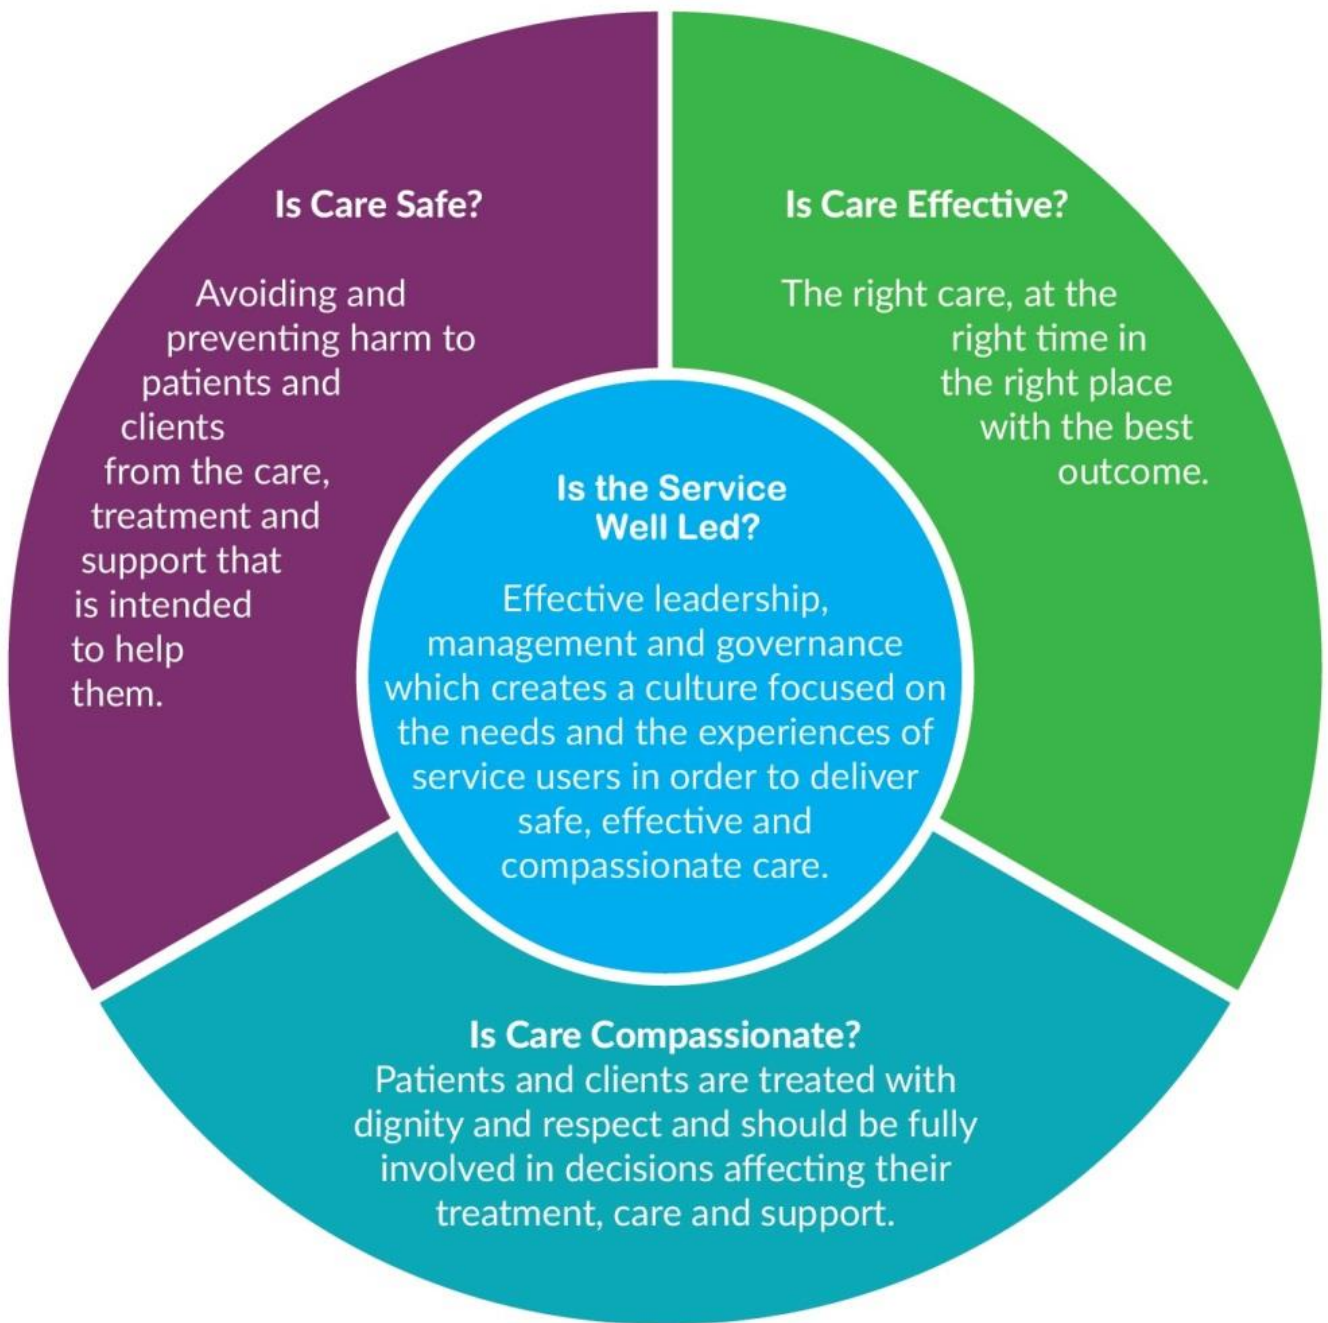 Is Care Safe?
Avoiding and
preventing harm to
patients and
clients
from the care,
treatment and
support that
is intended
to help
them.
Is Care Effective?
The right care, at the
right time in
the right place
with the best
outcome.
Is the Service
Well Led?
Effective leadership,
management and governance
which creates a culture focused on
the needs and the experiences of
service users in order to deliver
safe, effective and
compassionate care.
Is Care Compassionate?
Patients and clients are treated with
dignity and respect and should be fully
involved in decisions affecting their
treatment, care and support.